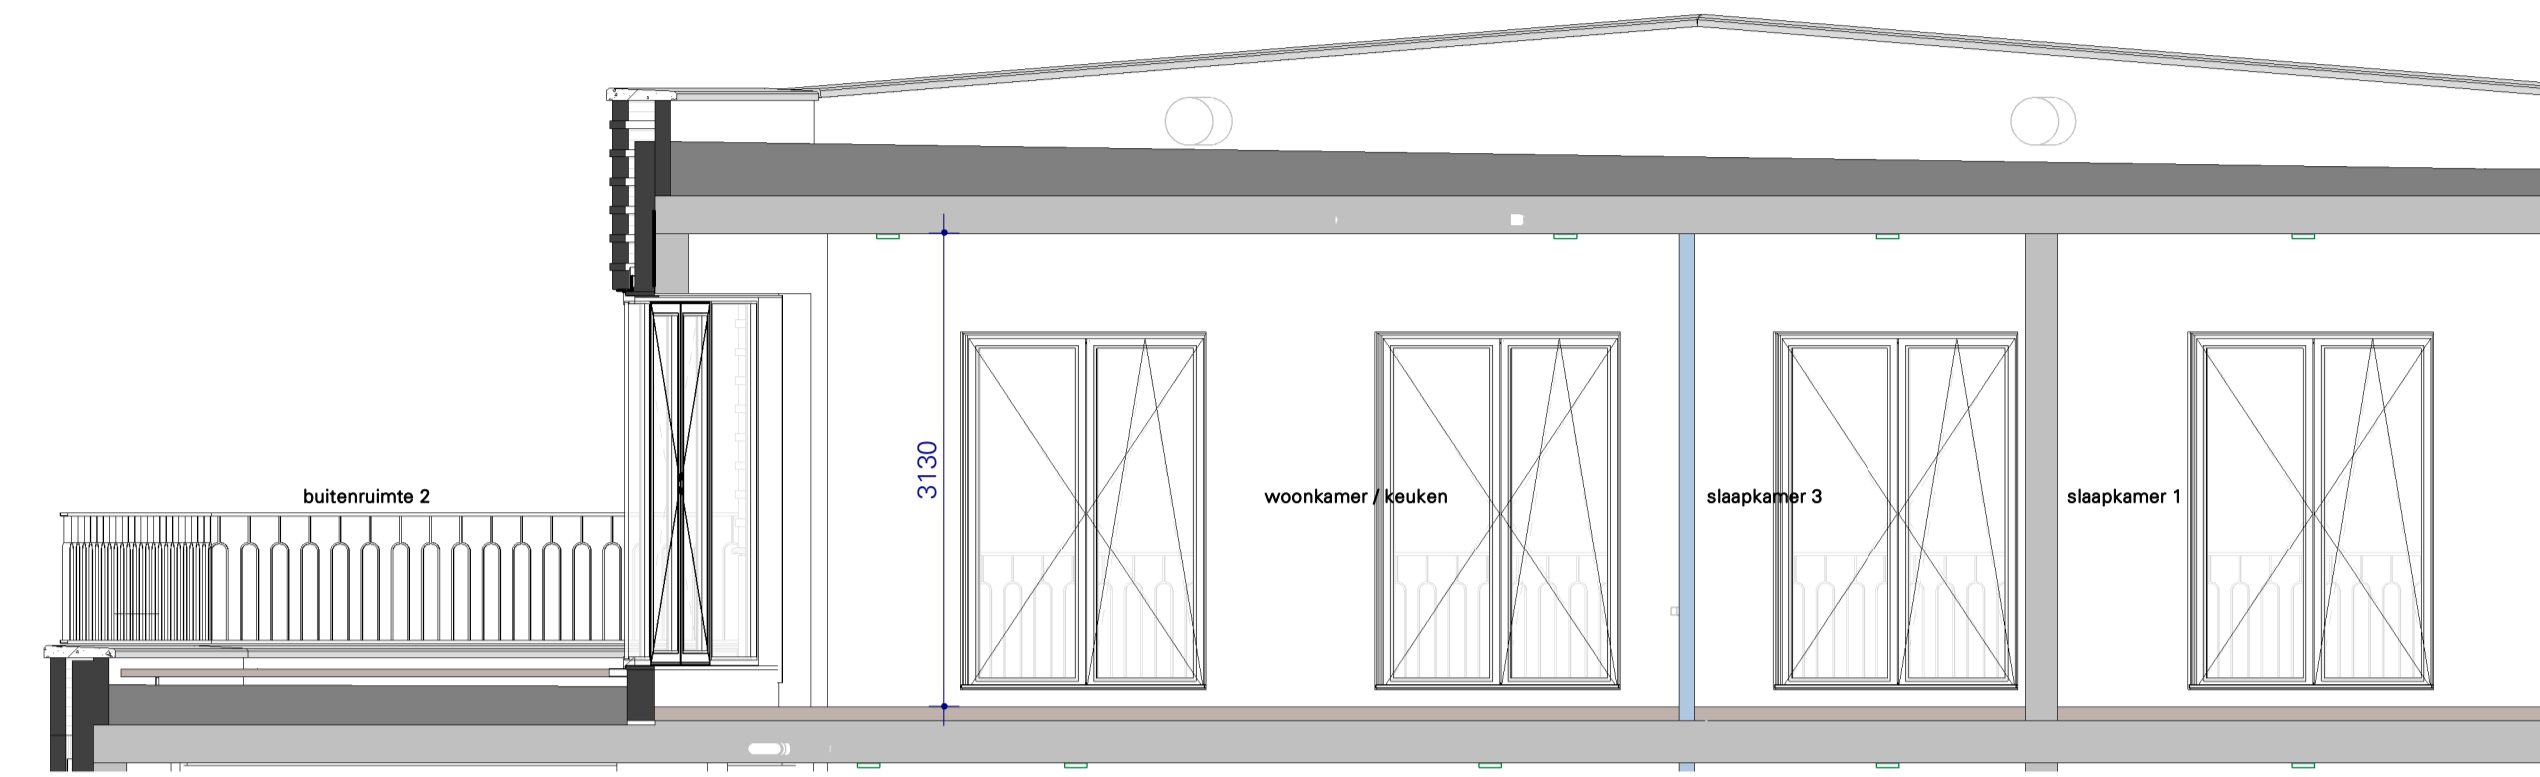 3130
buitenruimte 2
woonkamer / keuken
slaapkamer 3
slaapkamer 1